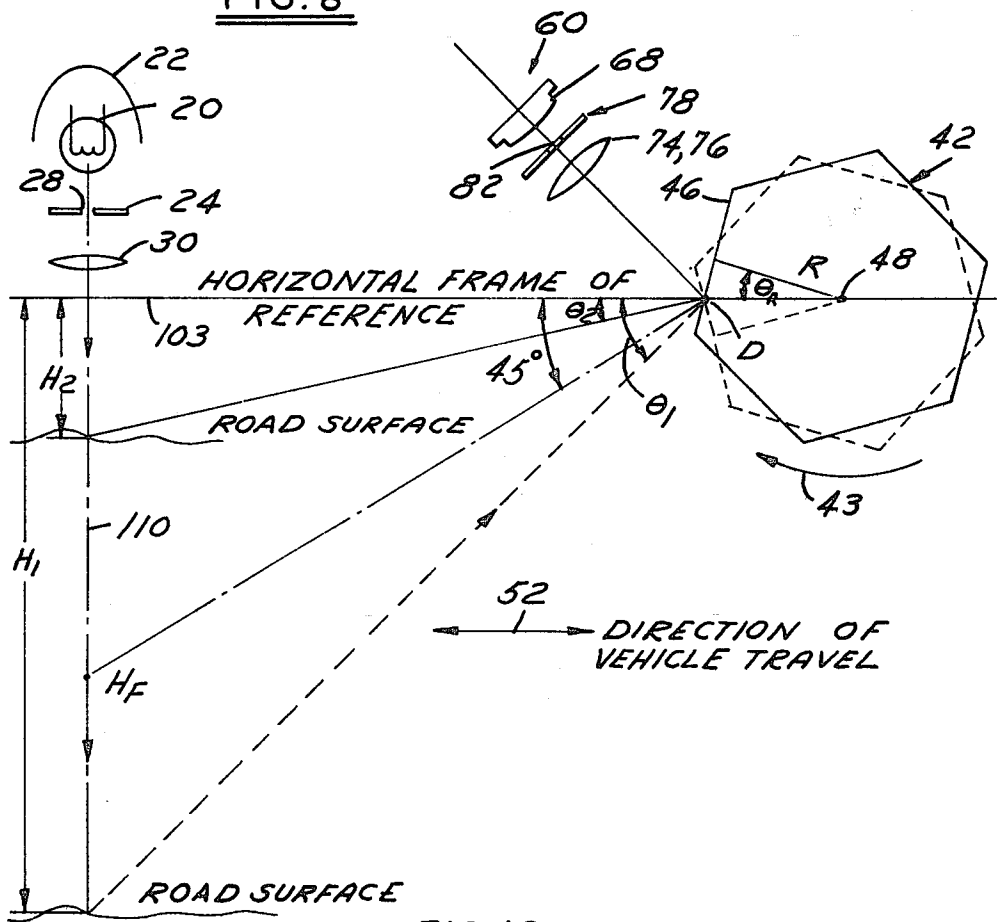 FIG. 8
60
22
68
20
78
42
74,76
28
24
82
46
30
R
48
HORIZONTAL FRAME OF
REFERENCE
θR
θ2
103
D
45°
H2
θ1
ROAD SURFACE
43
110
H1
52
DIRECTION OF
VEHICLE TRAVEL
HF
ROAD SURFACE